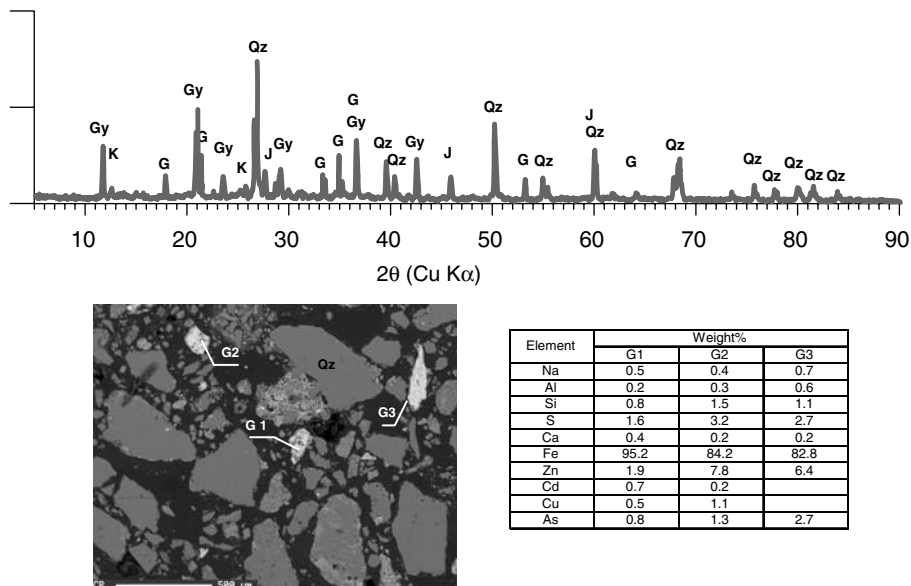 Qz
G
Gy
J
Qz
Gy
Gy
K
G
G
Gy
K
J
Gy
G
G
Qz
Qz
Gy
J
G
Qz
Qz
G
Qz
Qz
Qz
Qz
Qz
Qz
10 20 30 40 50 60 70 80 90
2θ (Cu Kα)
G2
Qz
G3
G 1
500 µm
Element Weight%
G1 G2 G3
Na 0.5 0.4 0.7
Al 0.2 0.3 0.6
Si 0.8 1.5 1.1
S 1.6 3.2 2.7
Ca 0.4 0.2 0.2
Fe 95.2 84.2 82.8
Zn 1.9 7.8 6.4
Cd 0.7 0.2
Cu 0.5 1.1
As 0.8 1.3 2.7